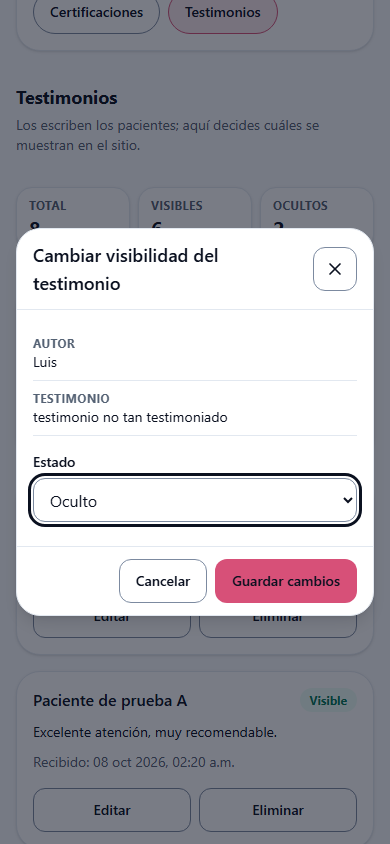 Certificaciones
Testimonios
Testimonios
Los escriben los pacientes; aquí decides cuáles se
muestran en el sitio.
TOTAL
VISIBLES
OCULTOS
Cambiar visibilidad del
testimonio
AUTOR
Luis
TESTIMONIO
testimonio no tan testimoniado
Estado
Oculto
Cancelar
Guardar cambios
Editar
Eliminar
Paciente de prueba A
Visible
Excelente atención, muy recomendable.
Recibido: 08 oct 2026, 02:20 a.m.
Editar
Eliminar